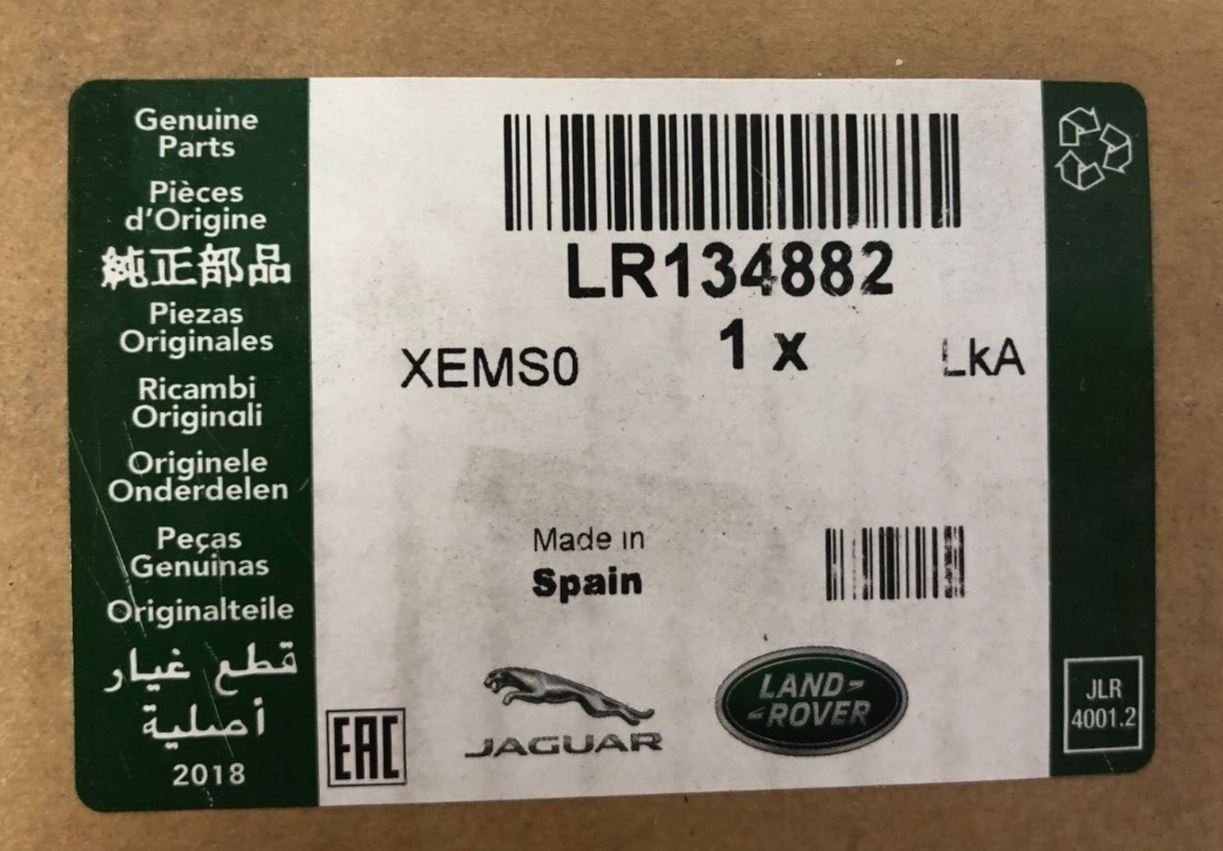 Genuine
Parts
Pièces
d'Origine
純正部品
Piezas
Originales
Ricambi
Originali
Originele
Onderdelen
Peças
Genuinas
Originalteile
قطع غيار
أصلية
2018
LR134882
1 x
XEMS0
LkA
Made in
Spain
EAC
JAGUAR
LAND-
-ROVER
JLR
4001.2